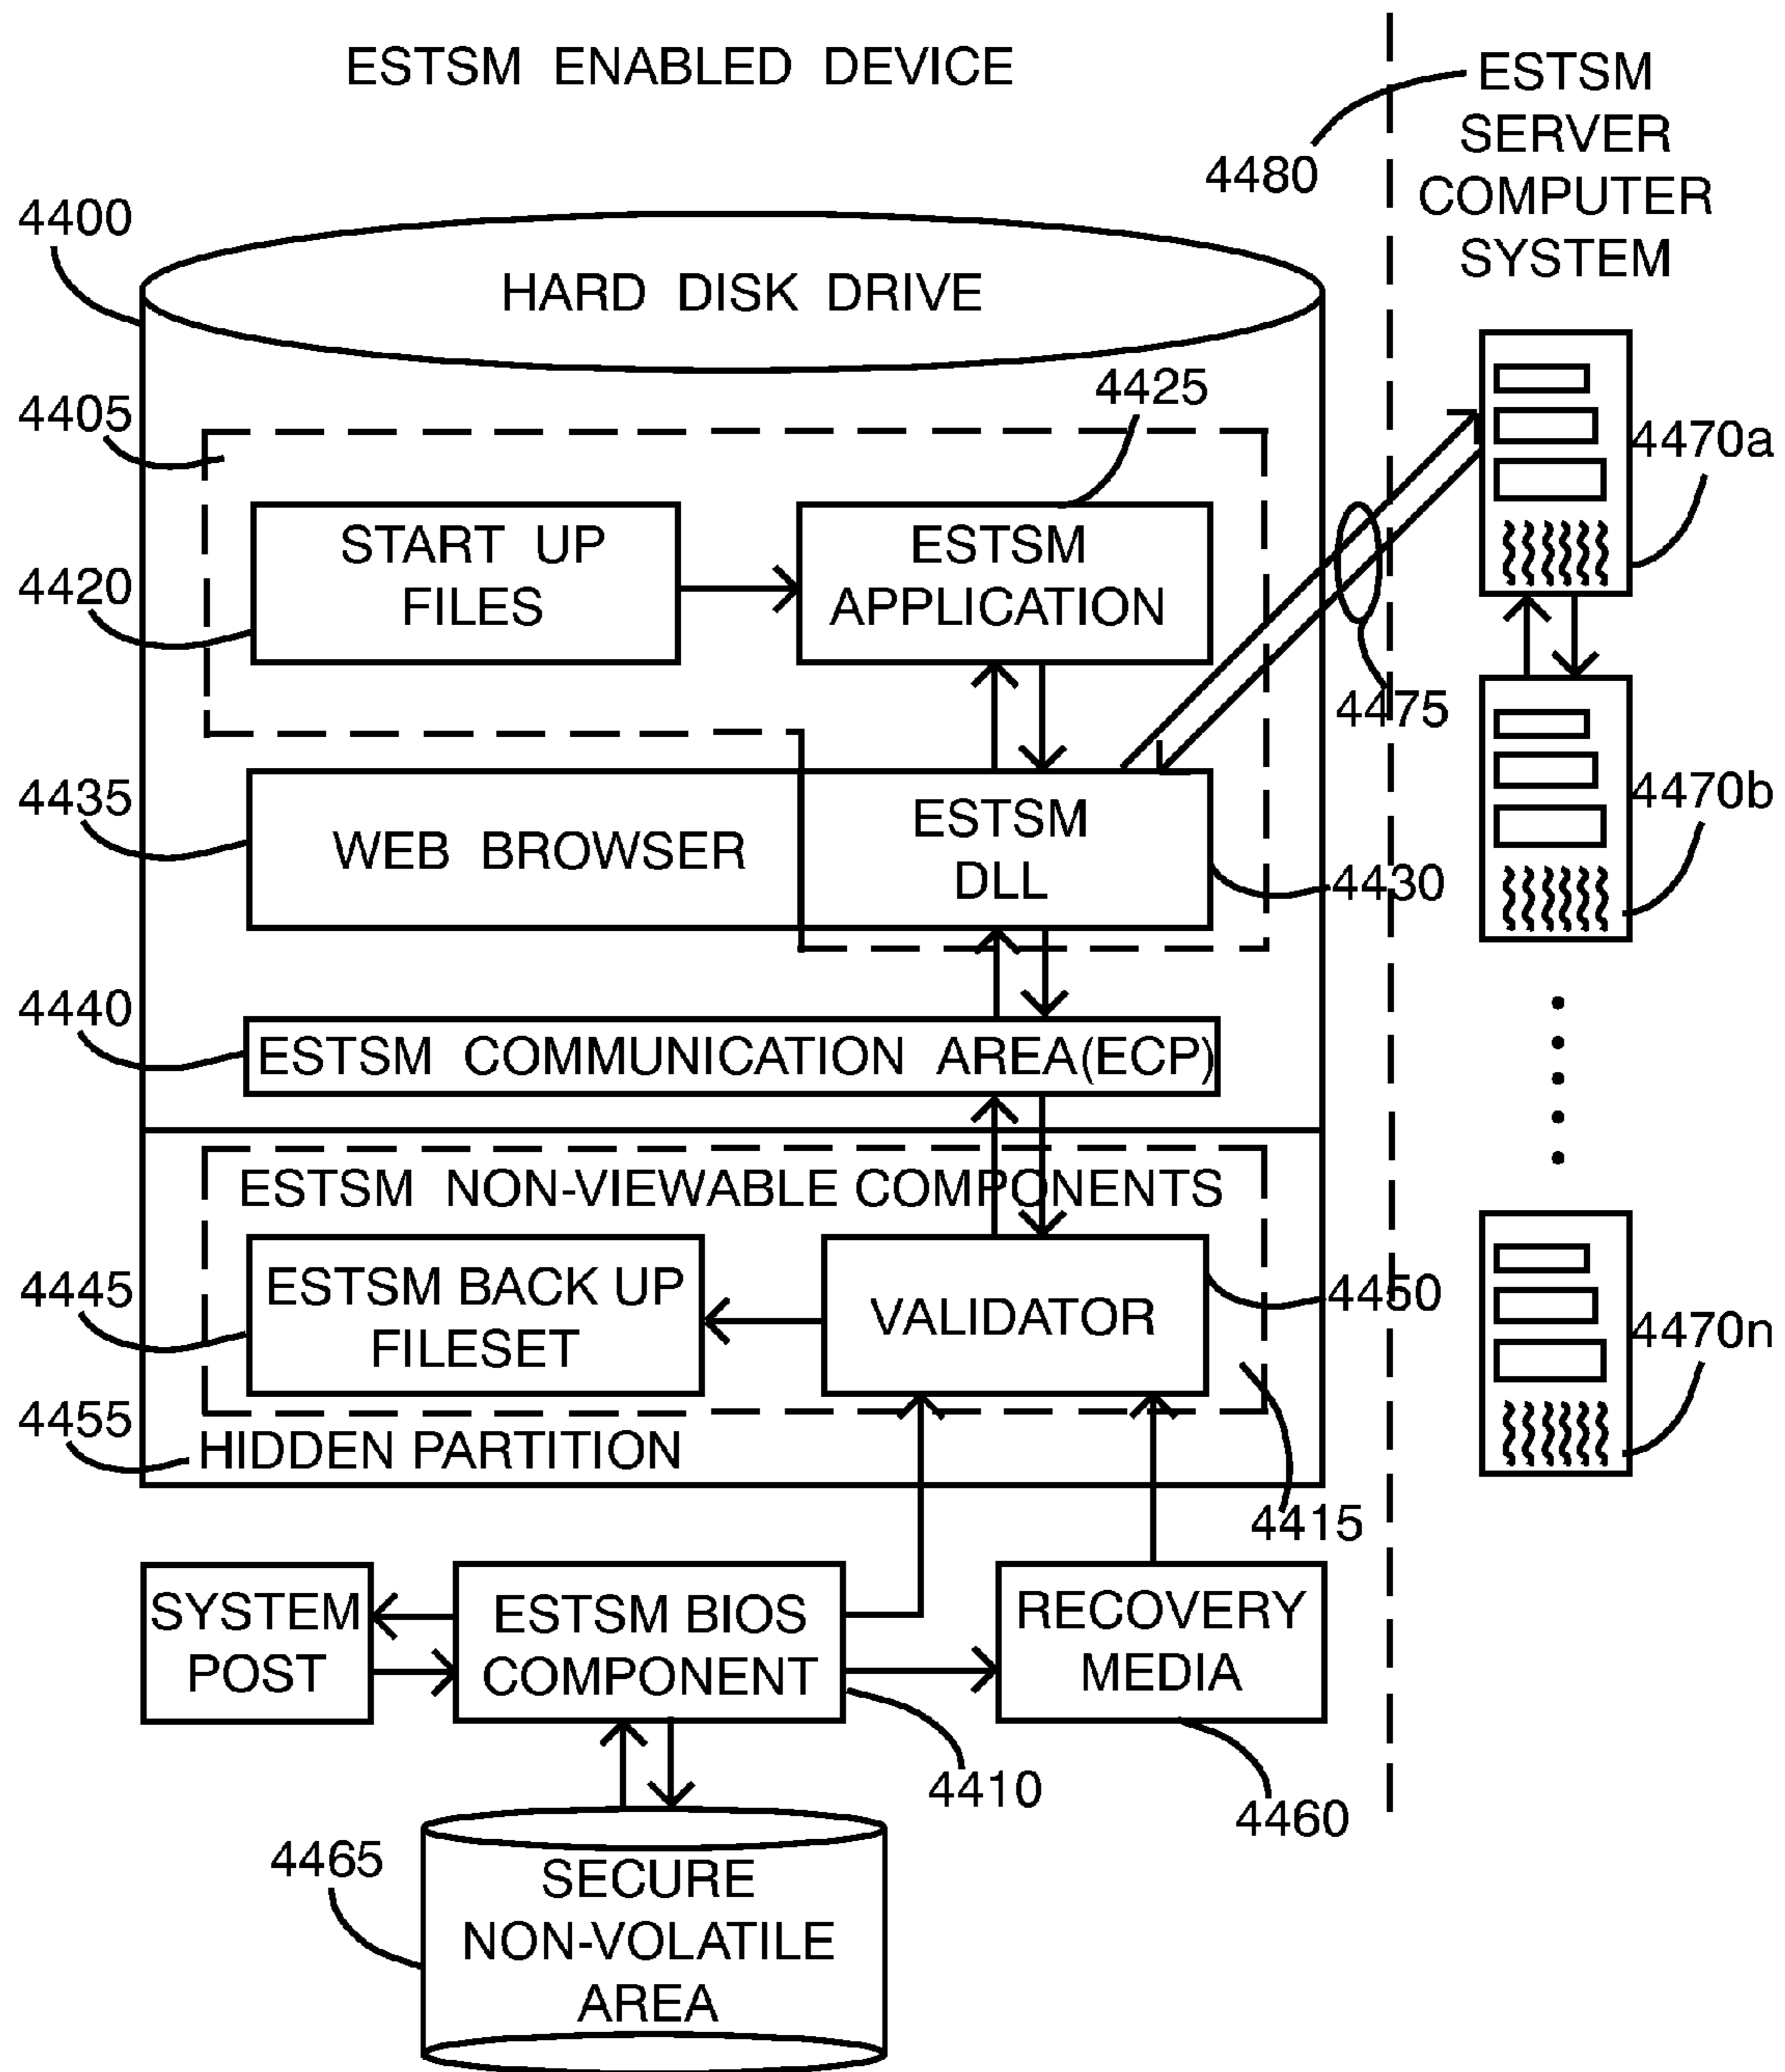 ESTSM ENABLED DEVICE
ESTSM
SERVER
COMPUTER
SYSTEM
4480
4400
HARD DISK DRIVE
4425
4405
4470a
START UP
FILES
ESTSM
APPLICATION
4420
4475
4435
WEB BROWSER
ESTSM
DLL
4470b
4430
4440
ESTSM COMMUNICATION AREA(ECP)
ESTSM NON-VIEWABLE COMPONENTS
4445
ESTSM BACK UP
FILESET
VALIDATOR
4450
4470n
4455
HIDDEN PARTITION
4415
SYSTEM
POST
ESTSM BIOS
COMPONENT
RECOVERY
MEDIA
4410
4460
4465
SECURE
NON-VOLATILE
AREA